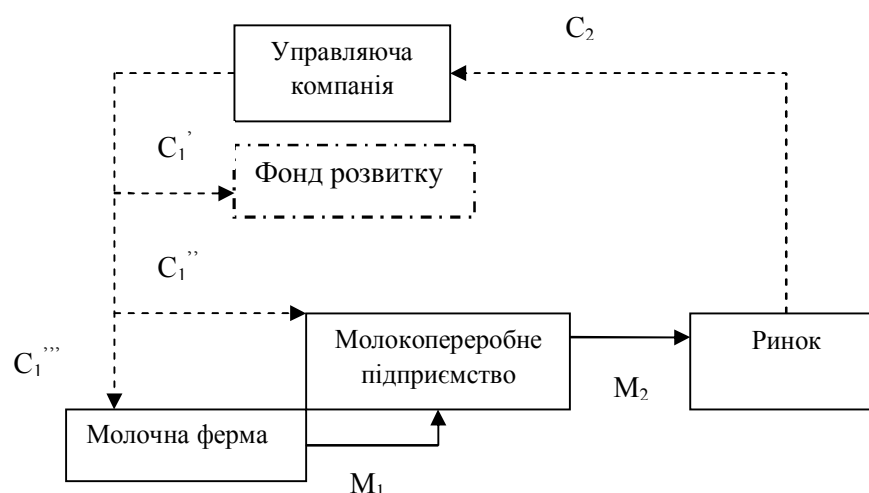 C₂
Управляюча
компанія
C₁’
Фонд розвитку
C₁’’
Молокопереробне
підприємство
Ринок
C₁’’’
M₂
Молочна ферма
M₁